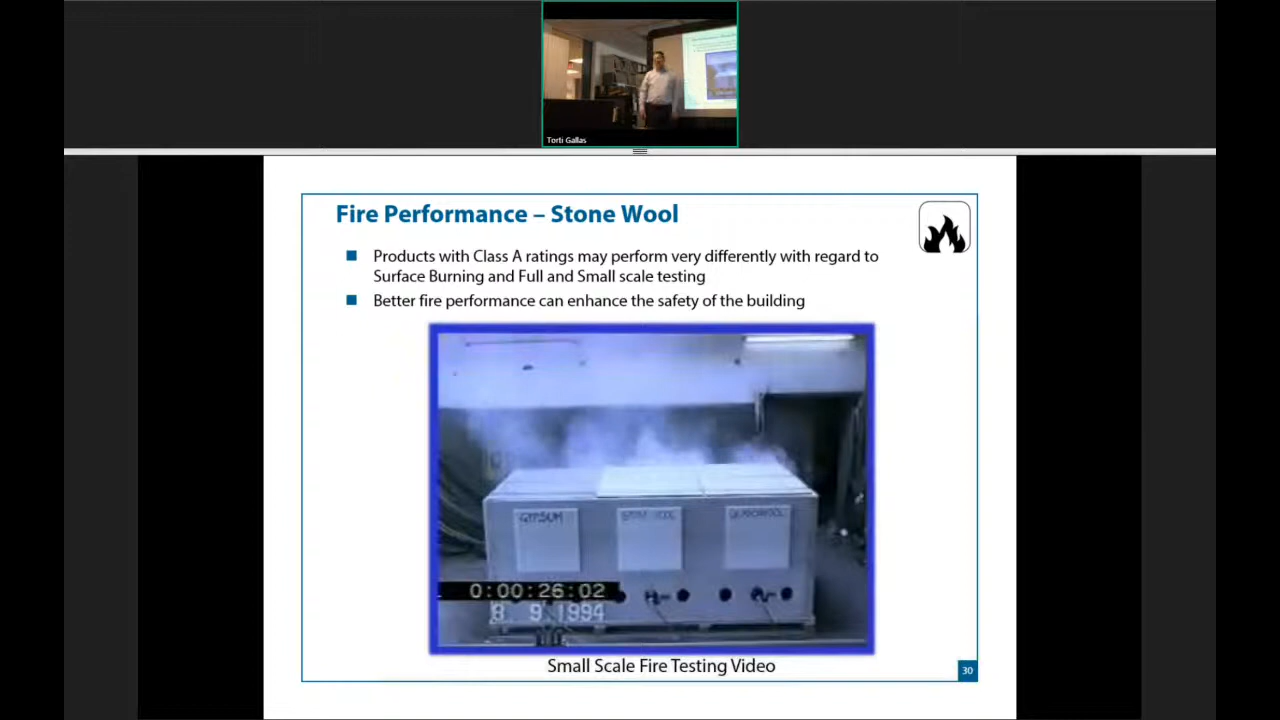 Torti Gallas
Fire Performance – Stone Wool
Products with Class A ratings may perform very differently with regard to
Surface Burning and Full and Small scale testing
Better fire performance can enhance the safety of the building
GYPSUM
0:00:26:02
8. 9.1994
Small Scale Fire Testing Video
30